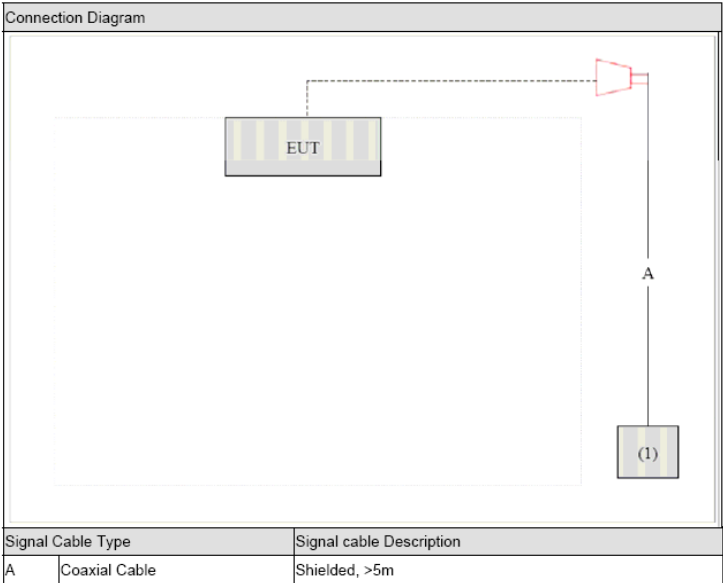 Connection Diagram
EUT
A
(1)
Signal Cable Type Signal cable Description
A Coaxial Cable Shielded, >5m